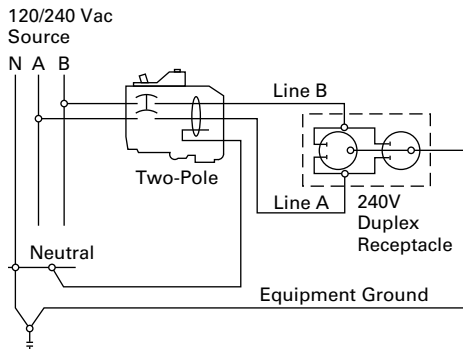 120/240 Vac
Source
N A B
Line B
Two-Pole
Line A
240V
Duplex
Receptacle
Neutral
Equipment Ground